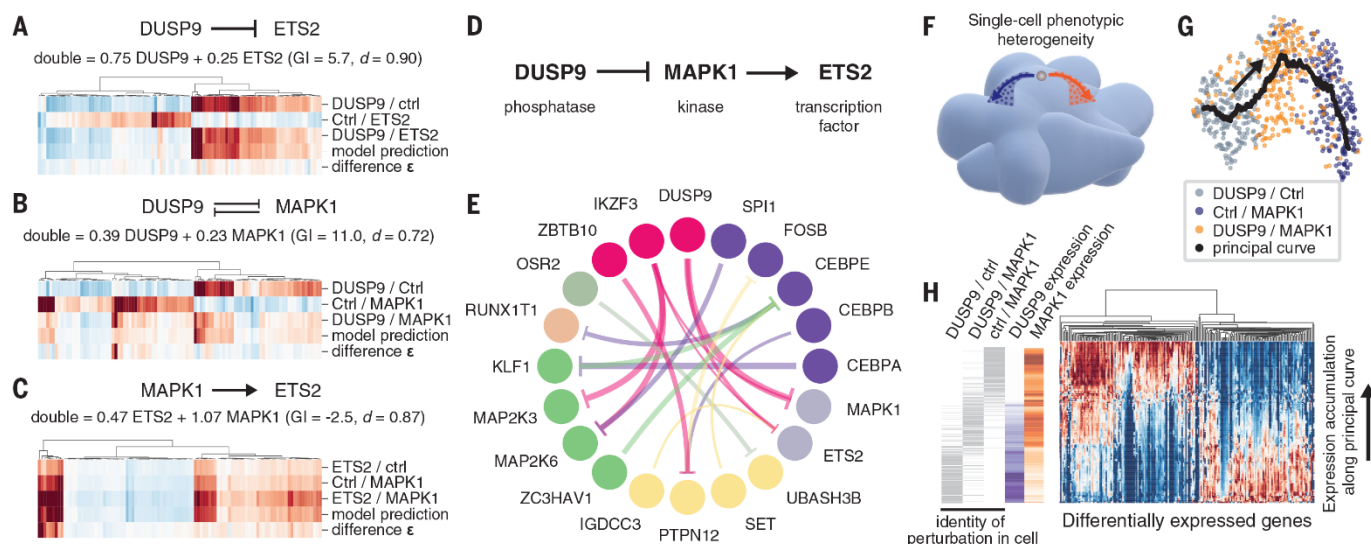 A
DUSP9 ETS2
double = 0.75 DUSP9 + 0.25 ETS2 (GI = 5.7, d = 0.90)
DUSP9 / ctrl
Ctrl / ETS2
DUSP9 / ETS2
model prediction
difference ε
B
DUSP9 MAPK1
double = 0.39 DUSP9 + 0.23 MAPK1 (GI = 11.0, d = 0.72)
DUSP9 / Ctrl
Ctrl / MAPK1
DUSP9 / MAPK1
model prediction
difference ε
C
MAPK1 ETS2
double = 0.47 ETS2 + 1.07 MAPK1 (GI = -2.5, d = 0.87)
ETS2 / ctrl
Ctrl / MAPK1
ETS2 / MAPK1
model prediction
difference ε
D
DUSP9 MAPK1 ETS2
phosphatase kinase transcription
factor
E
DUSP9
SPI1
FOSB
CEBPE
CEBPB
CEBPA
MAPK1
ETS2
UBASH3B
SET
PTPN12
IGDCC3
ZC3HAV1
MAP2K6
MAP2K3
KLF1
RUNX1T1
OSR2
ZBTB10
IKZF3
F
Single-cell phenotypic
heterogeneity
G
DUSP9 / Ctrl
Ctrl / MAPK1
DUSP9 / MAPK1
principal curve
H
DUSP9 / ctrl
DUSP9 / MAPK1
ctrl / MAPK1
DUSP9 expression
MAPK1 expression
identity of
perturbation in cell
Differentially expressed genes
Expression accumulation
along principal curve